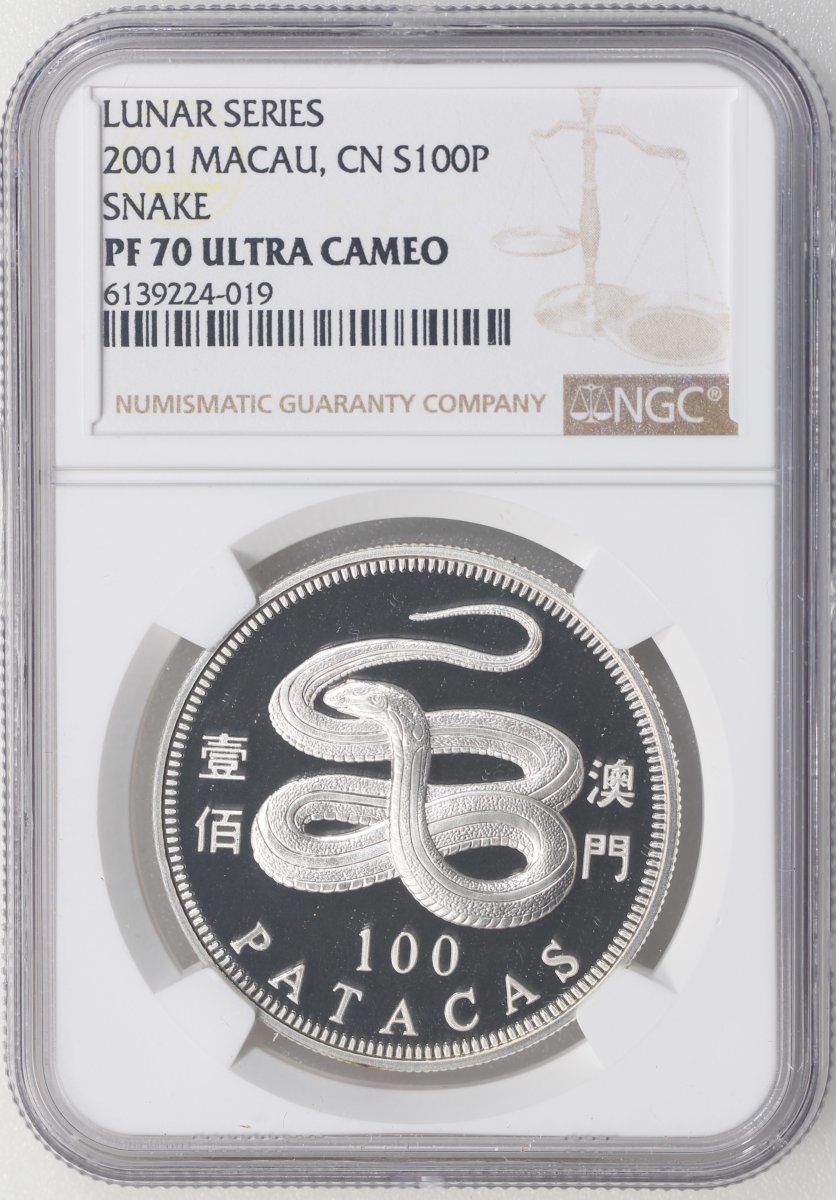 LUNAR SERIES
2001 MACAU, CN S100P
SNAKE
PF 70 ULTRA CAMEO
6139224-019
NUMISMATIC GUARANTY COMPANY
NGC®
壹佰
澳門
100
PATACAS